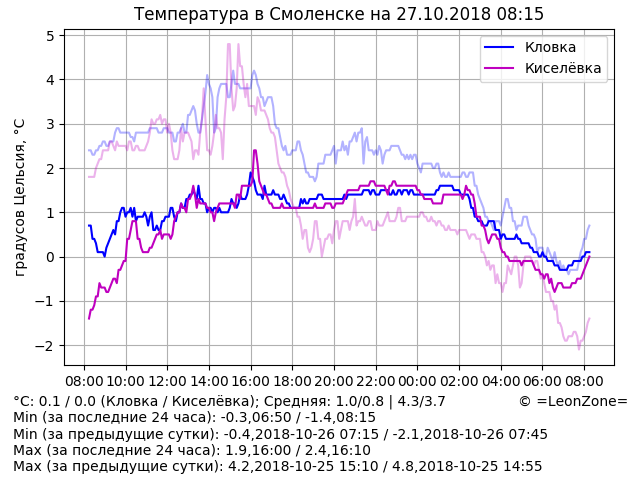 Температура в Смоленске на 27.10.2018 08:15
Кловка
Киселёвка
градусов Цельсия, °C
5
4
3
2
1
0
−1
−2
08:00 10:00 12:00 14:00 16:00 18:00 20:00 22:00 00:00 02:00 04:00 06:00 08:00
°C: 0.1 / 0.0 (Кловка / Киселёвка); Средняя: 1.0/0.8 | 4.3/3.7 © =LeonZone=
Min (за последние 24 часа): -0.3,06:50 / -1.4,08:15
Min (за предыдущие сутки): -0.4,2018-10-26 07:15 / -2.1,2018-10-26 07:45
Max (за последние 24 часа): 1.9,16:00 / 2.4,16:10
Max (за предыдущие сутки): 4.2,2018-10-25 15:10 / 4.8,2018-10-25 14:55